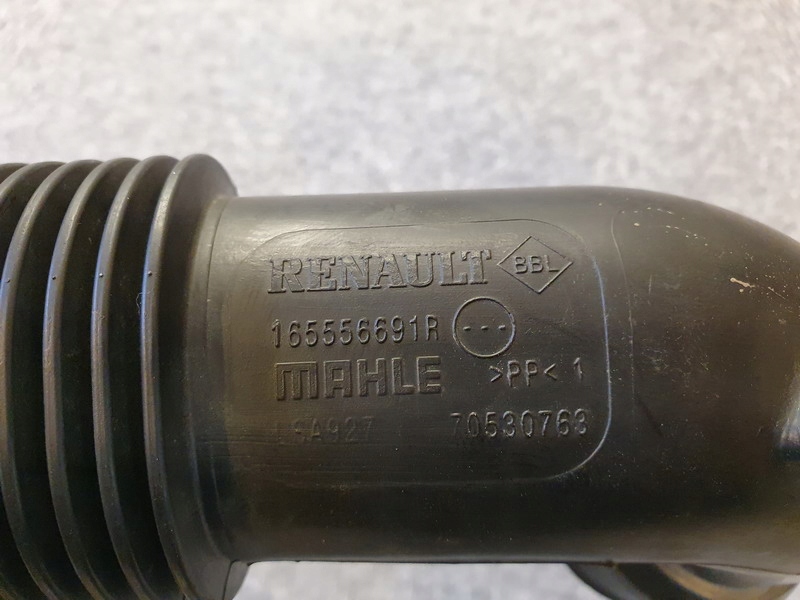 RENAULT BBL
165556691R
MAHLE >PP< 1
70530763